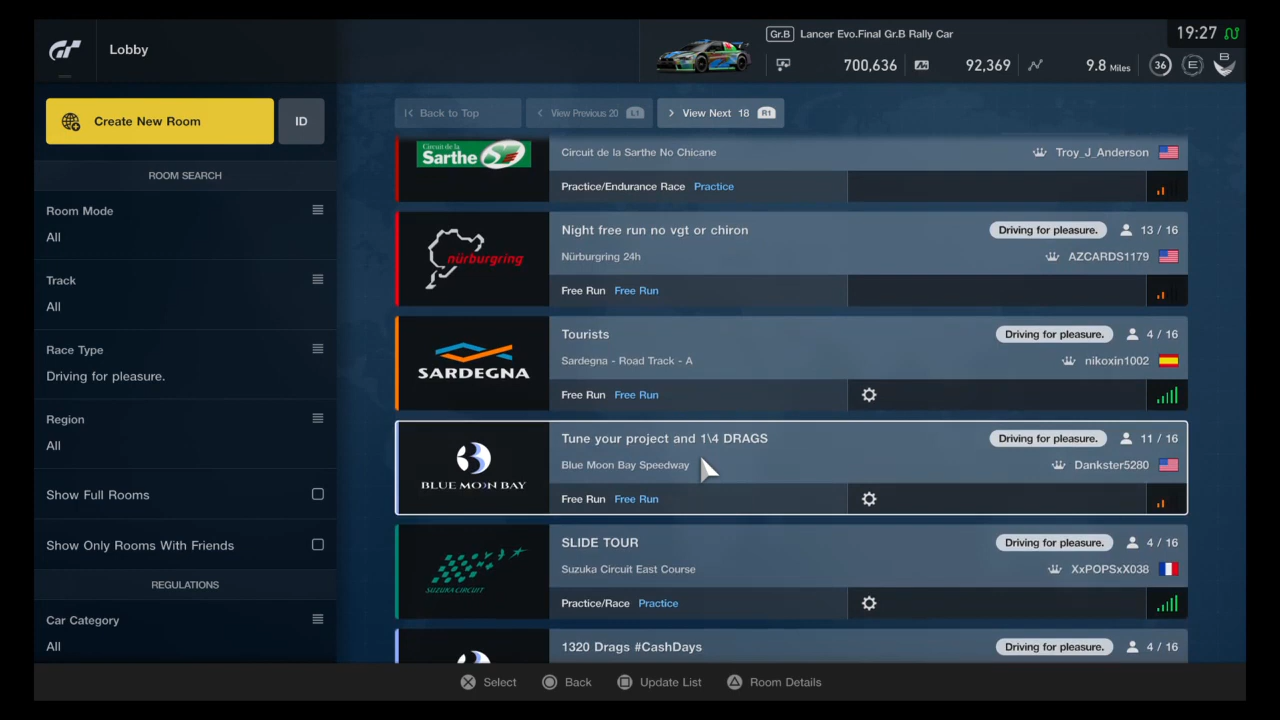 Lobby
Gr.B Lancer Evo.Final Gr.B Rally Car
700,636 92,369 9.8 Miles 36 E B
19:27
Create New Room
ID
ROOM SEARCH
Room Mode
All
Track
All
Race Type
Driving for pleasure.
Region
All
Show Full Rooms
Show Only Rooms With Friends
REGULATIONS
Car Category
All
Back to Top
View Previous 20 L1
View Next 18 R1
Circuit de la
Sarthe
Circuit de la Sarthe No Chicane
Troy_J_Anderson
Practice/Endurance Race Practice
nürburgring
Night free run no vgt or chiron
Driving for pleasure. 13 / 16
Nürburgring 24h
AZCARDS1179
Free Run Free Run
SARDEGNA
Tourists
Driving for pleasure. 4 / 16
Sardegna - Road Track - A
nikoxin1002
Free Run Free Run
BLUE MOON BAY
Tune your project and 1\4 DRAGS
Driving for pleasure. 11 / 16
Blue Moon Bay Speedway
Dankster5280
Free Run Free Run
SUZUKA CIRCUIT
SLIDE TOUR
Driving for pleasure. 4 / 16
Suzuka Circuit East Course
XxPOPSxX038
Practice/Race Practice
1320 Drags #CashDays
Driving for pleasure. 4 / 16
Select
Back
Update List
Room Details